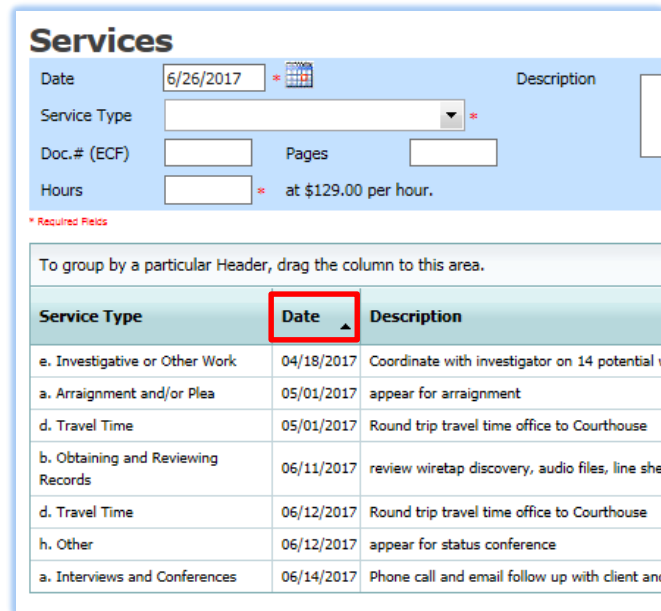 Services
Date 6/26/2017 * Description
Service Type *
Doc.# (ECF) Pages
Hours * at $129.00 per hour.
* Required Fields
To group by a particular Header, drag the column to this area.
Service Type Date Description
e. Investigative or Other Work 04/18/2017 Coordinate with investigator on 14 potential
a. Arraignment and/or Plea 05/01/2017 appear for arraignment
d. Travel Time 05/01/2017 Round trip travel time office to Courthouse
b. Obtaining and Reviewing
Records 06/11/2017 review wiretap discovery, audio files, line
d. Travel Time 06/12/2017 Round trip travel time office to Courthouse
h. Other 06/12/2017 appear for status conference
a. Interviews and Conferences 06/14/2017 Phone call and email follow up with client